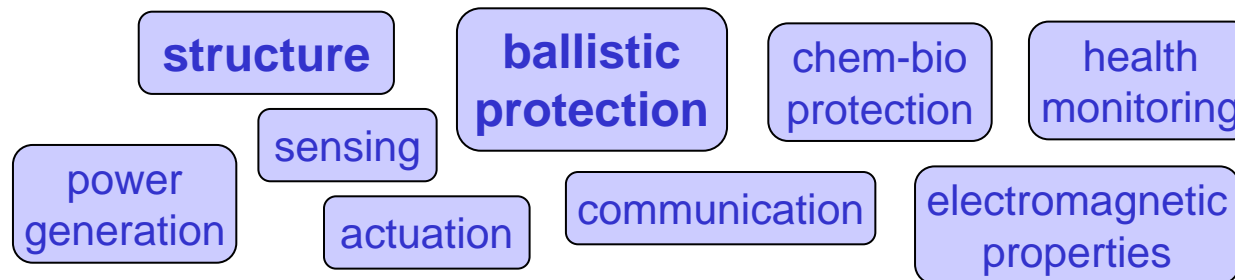 structure
ballistic
protection
chem-bio
protection
health
monitoring
sensing
power
generation
actuation
communication
electromagnetic
properties